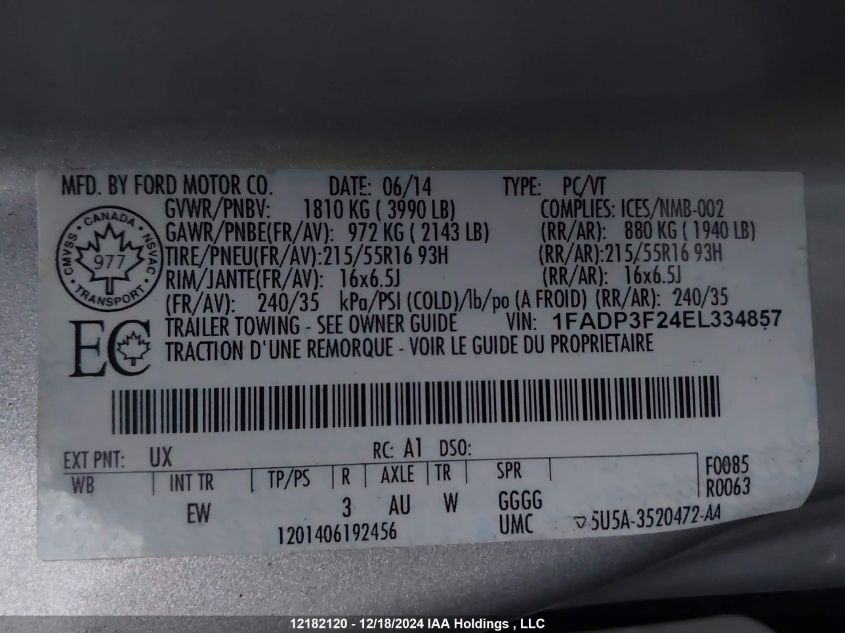 MFD. BY FORD MOTOR CO. DATE: 06/14 TYPE: PC/VT
GVWR/PNBV: 1810 KG ( 3990 LB) COMPLIES: ICES/NMB-002
GAWR/PNBE(FR/AV): 972 KG ( 2143 LB) (RR/AR): 880 KG ( 1940 LB)
TIRE/PNEU(FR/AV):215/55R16 93H (RR/AR):215/55R16 93H
RIM/JANTE(FR/AV): 16x6.5J (RR/AR): 16x6.5J
(FR/AV): 240/35 kPa/PSI (COLD)/lb/po (A FROID) (RR/AR): 240/35
TRAILER TOWING - SEE OWNER GUIDE VIN: 1FADP3F24EL334857
TRACTION D'UNE REMORQUE - VOIR LE GUIDE DU PROPRIETAIRE
CANADA
CMVSS 977 NSVAC
TRANSPORT
EC
EXT PNT: UX RC: A1 DSO:
WB INT TR TP/PS R AXLE TR SPR F0085
EW 3 AU W GGGG R0063
1201406192456 UMC 5U5A-3520472-AA
12182120 - 12/18/2024 IAA Holdings , LLC